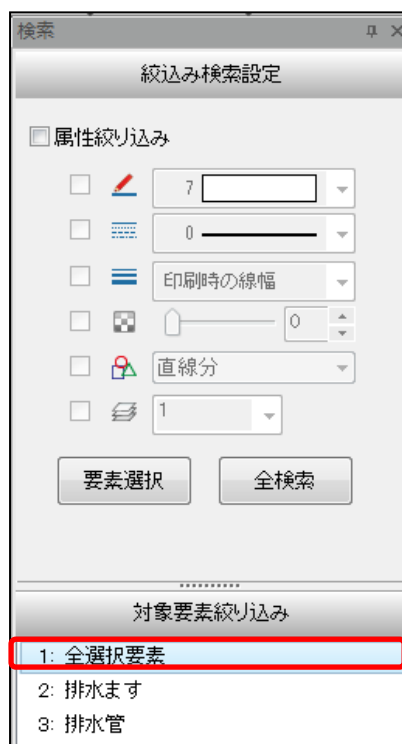 検索
絞込み検索設定
属性絞り込み
7
0
印刷時の線幅
0
直線分
1
要素選択 全検索
対象要素絞り込み
1: 全選択要素
2: 排水ます
3: 排水管